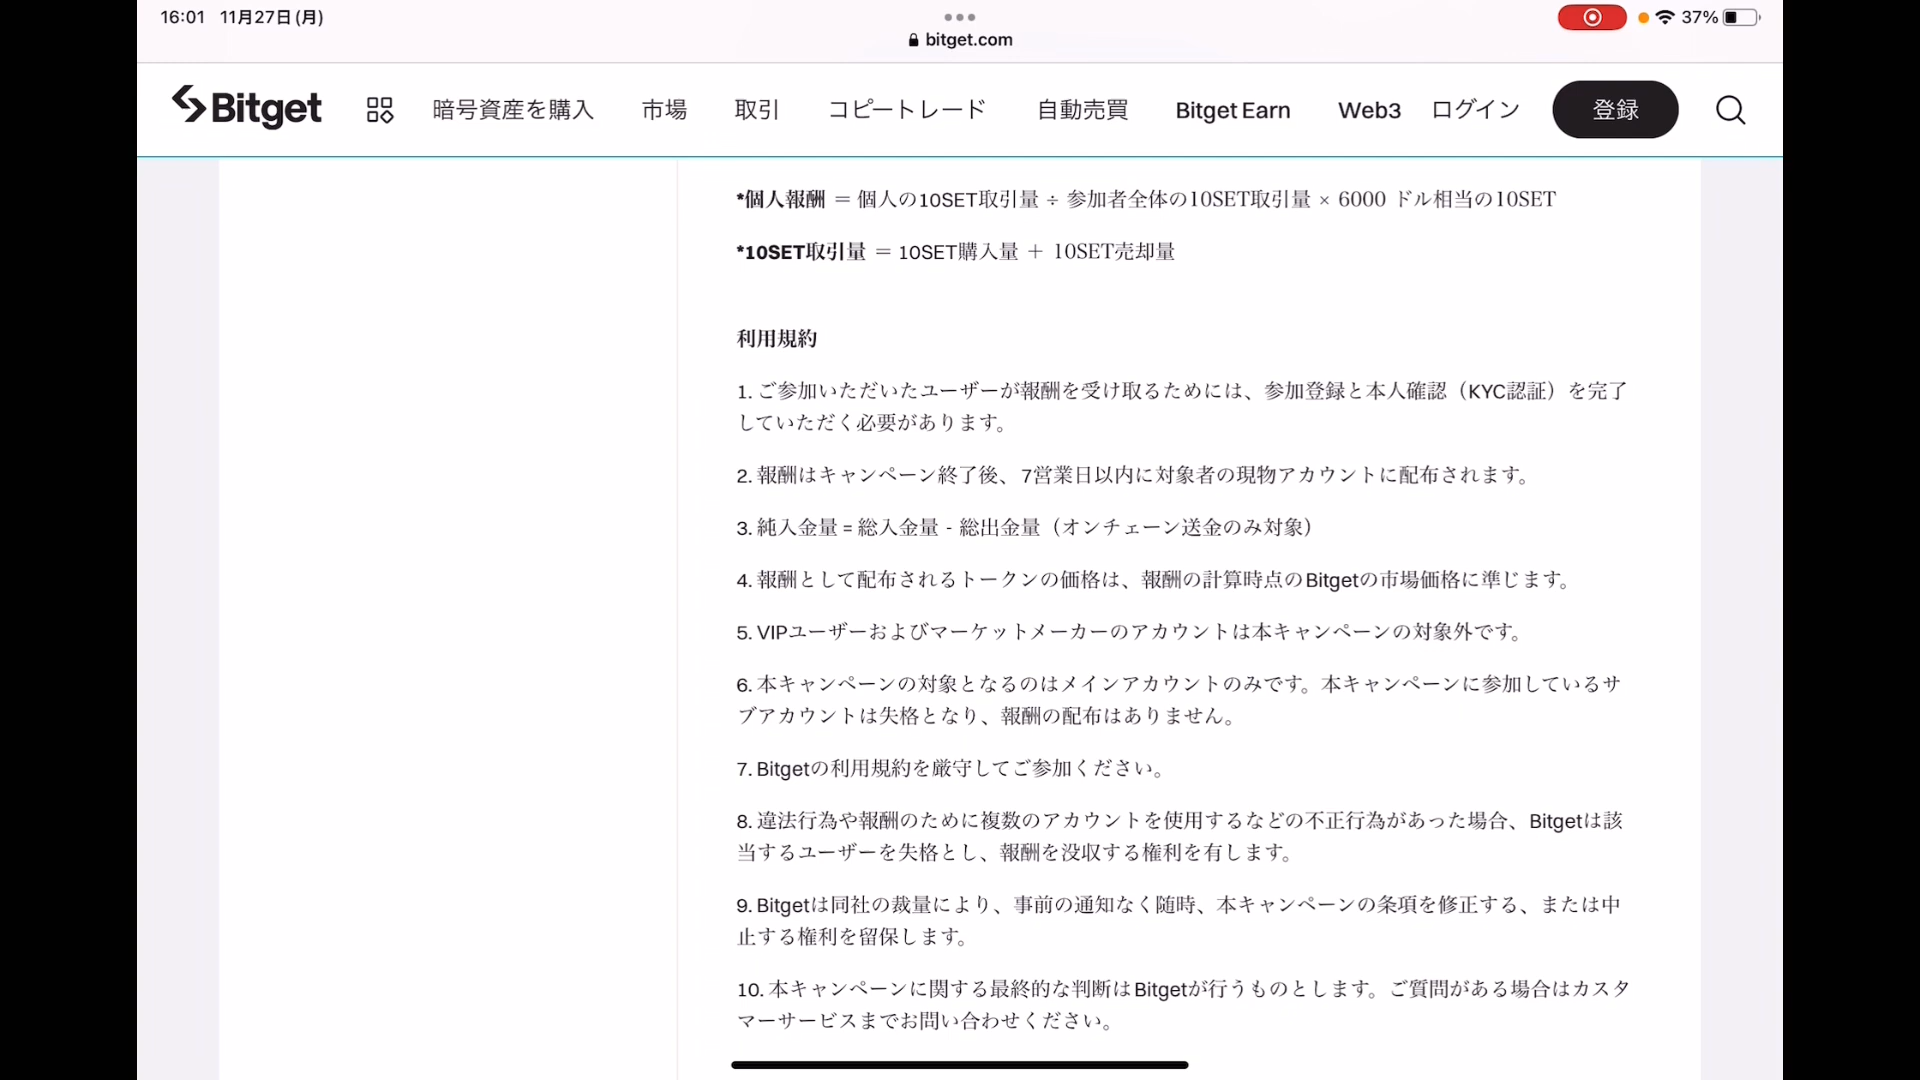 16:01 11月27日(月)
37%
bitget.com
Bitget 暗号資産を購入 市場 取引 コピートレード 自動売買 Bitget Earn Web3 ログイン 登録
*個人報酬 = 個人の10SET取引量 ÷ 参加者全体の10SET取引量 × 6000 ドル相当の10SET
*10SET取引量 = 10SET購入量 + 10SET売却量
利用規約
1. ご参加いただいたユーザーが報酬を受け取るためには、参加登録と本人確認（KYC認証）を完了
していただく必要があります。
2. 報酬はキャンペーン終了後、7営業日以内に対象者の現物アカウントに配布されます。
3. 純入金量 = 総入金量 - 総出金量（オンチェーン送金のみ対象）
4. 報酬として配布されるトークンの価格は、報酬の計算時点のBitgetの市場価格に準じます。
5. VIPユーザーおよびマーケットメーカーのアカウントは本キャンペーンの対象外です。
6. 本キャンペーンの対象となるのはメインアカウントのみです。本キャンペーンに参加しているサ
ブアカウントは失格となり、報酬の配布はありません。
7. Bitgetの利用規約を厳守してご参加ください。
8. 違法行為や報酬のために複数のアカウントを使用するなどの不正行為があった場合、Bitgetは該
当するユーザーを失格とし、報酬を没収する権利を有します。
9. Bitgetは同社の裁量により、事前の通知なく随時、本キャンペーンの条項を修正する、または中
止する権利を留保します。
10. 本キャンペーンに関する最終的な判断はBitgetが行うものとします。ご質問がある場合はカスタ
マーサービスまでお問い合わせください。